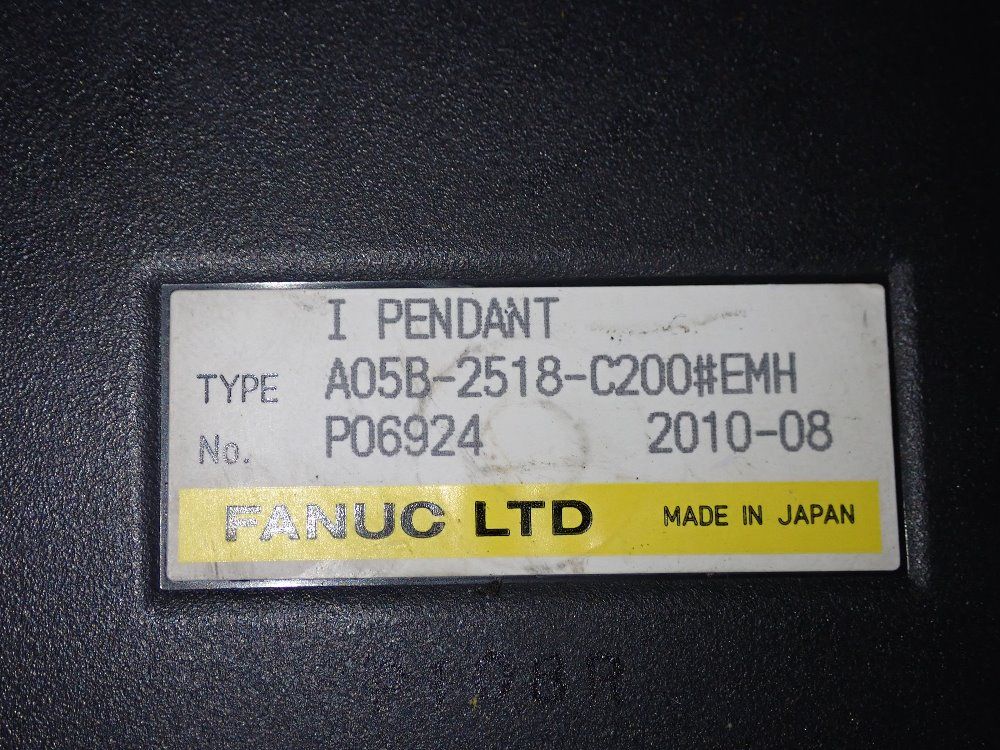 I PENDANT
TYPE A05B-2518-C200#EMH
No. P06924 2010-08
FANUC LTD MADE IN JAPAN